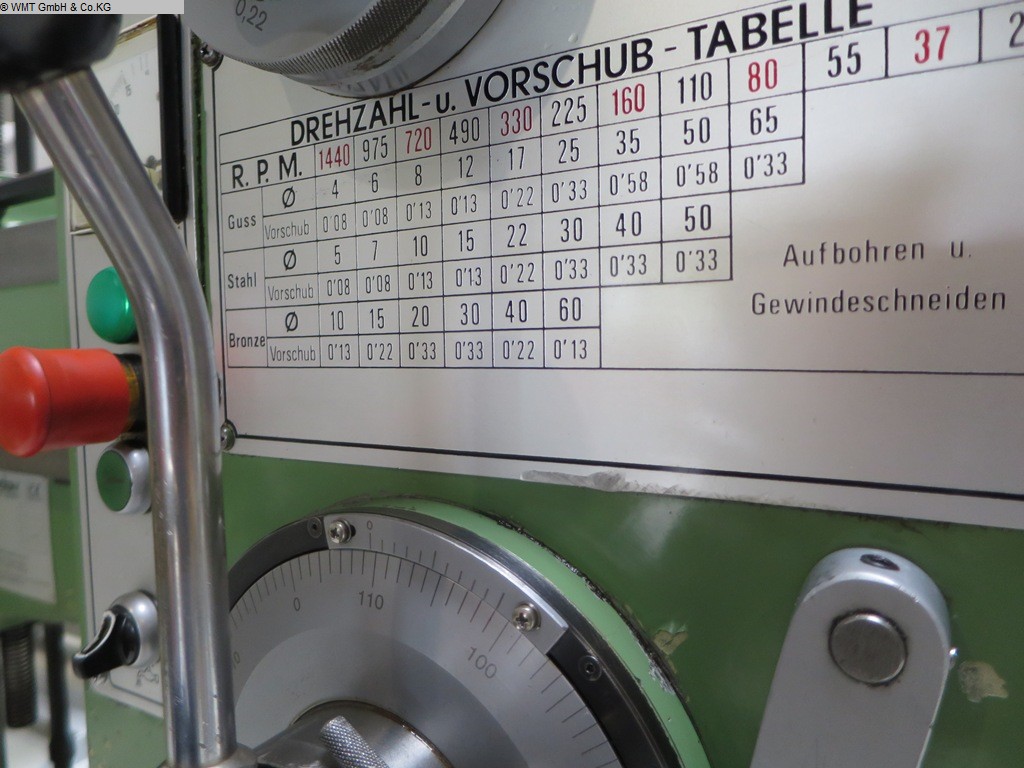 © WMT GmbH & Co.KG
0,22
DREHZAHL-u. VORSCHUB-TABELLE
R. P. M. 1440 975 720 490 330 225 160 110 80 55 37
Guss Ø 4 6 8 12 17 25 35 50 65
Vorschub 0'08 0'08 0'13 0'13 0'22 0'33 0'58 0'58 0'33
Stahl Ø 5 7 10 15 22 30 40 50
Vorschub 0'08 0'08 0'13 0'13 0'22 0'33 0'33 0'33
Bronze Ø 10 15 20 30 40 60
Vorschub 0'13 0'22 0'33 0'33 0'22 0'13
Aufbohren u.
Gewindeschneiden
0
0 110
100